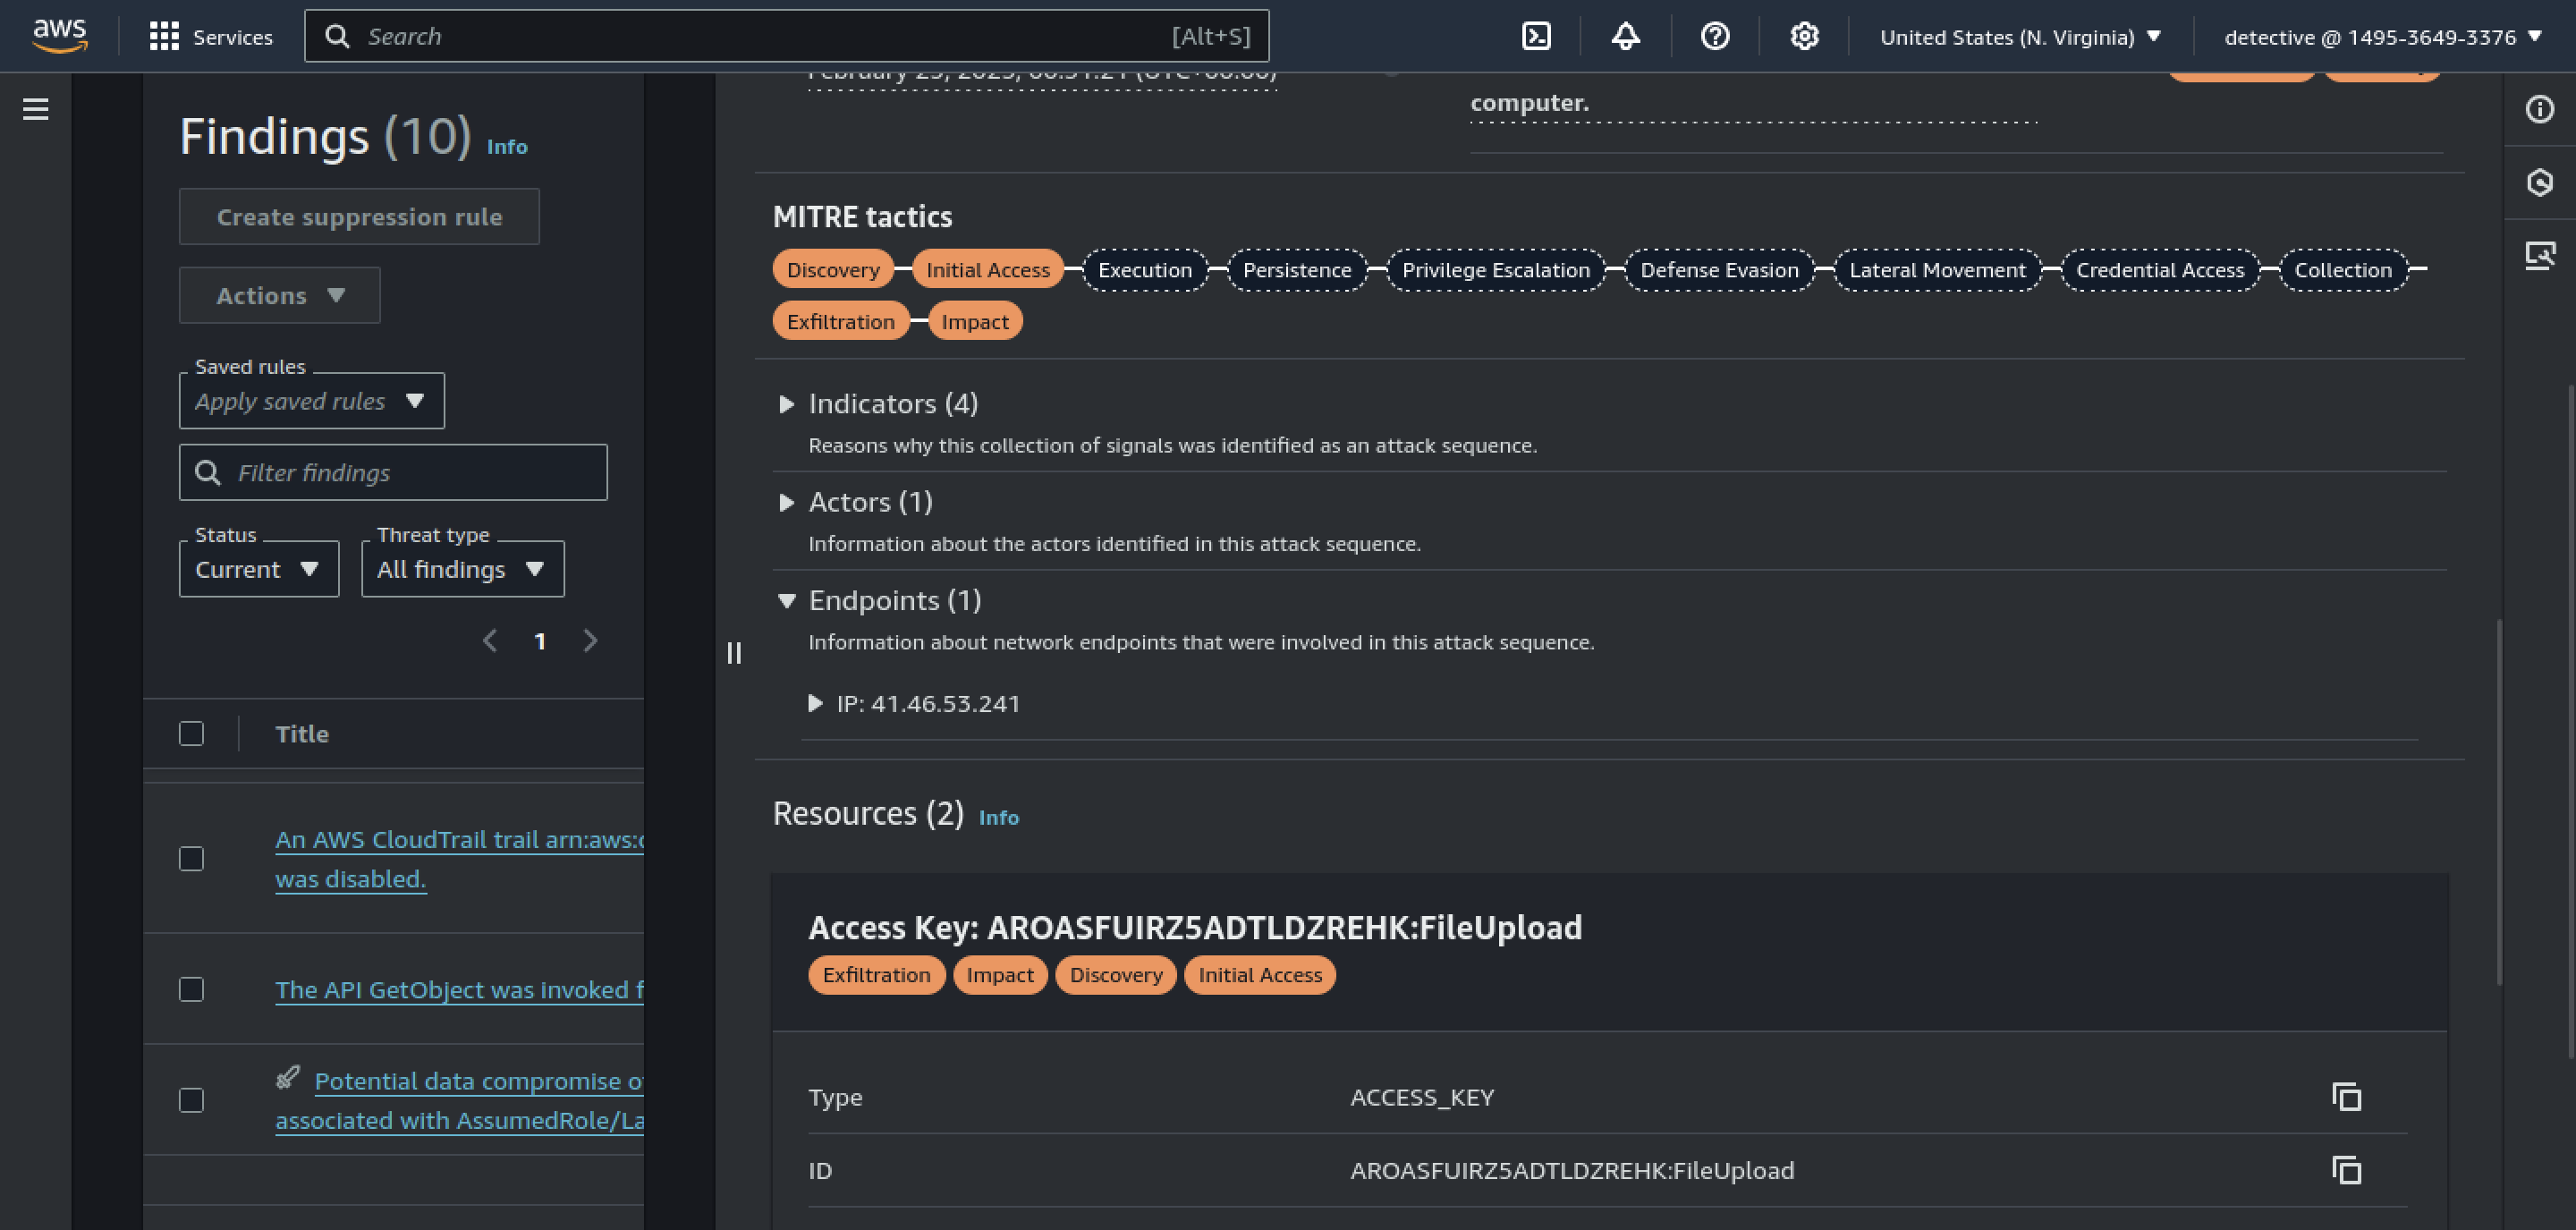 aws
Services
Search [Alt+S]
United States (N. Virginia)
detective @ 1495-3649-3376
Findings (10) Info
Create suppression rule
Actions
Saved rules
Apply saved rules
Filter findings
Status
Current
Threat type
All findings
1
Title
An AWS CloudTrail trail arn:aws:c
was disabled.
The API GetObject was invoked f
Potential data compromise o
associated with AssumedRole/La
computer.
MITRE tactics
Discovery Initial Access Execution Persistence Privilege Escalation Defense Evasion Lateral Movement Credential Access Collection
Exfiltration Impact
Indicators (4)
Reasons why this collection of signals was identified as an attack sequence.
Actors (1)
Information about the actors identified in this attack sequence.
Endpoints (1)
Information about network endpoints that were involved in this attack sequence.
IP: 41.46.53.241
Resources (2) Info
Access Key: AROASFUIRZ5ADTLDZREHK:FileUpload
Exfiltration Impact Discovery Initial Access
Type ACCESS_KEY
ID AROASFUIRZ5ADTLDZREHK:FileUpload